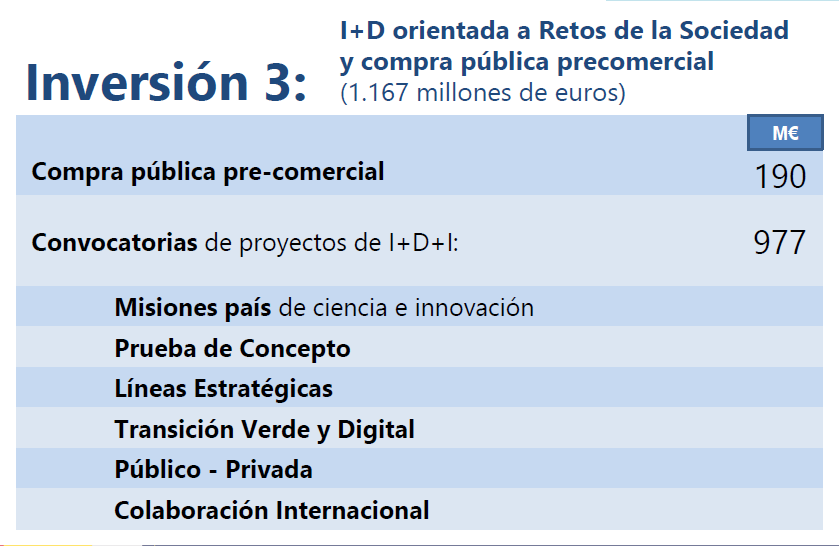 Inversión 3:
I+D orientada a Retos de la Sociedad
y compra pública precomercial
(1.167 millones de euros)
M€
Compra pública pre-comercial 190
Convocatorias de proyectos de I+D+I: 977
Misiones país de ciencia e innovación
Prueba de Concepto
Líneas Estratégicas
Transición Verde y Digital
Público - Privada
Colaboración Internacional